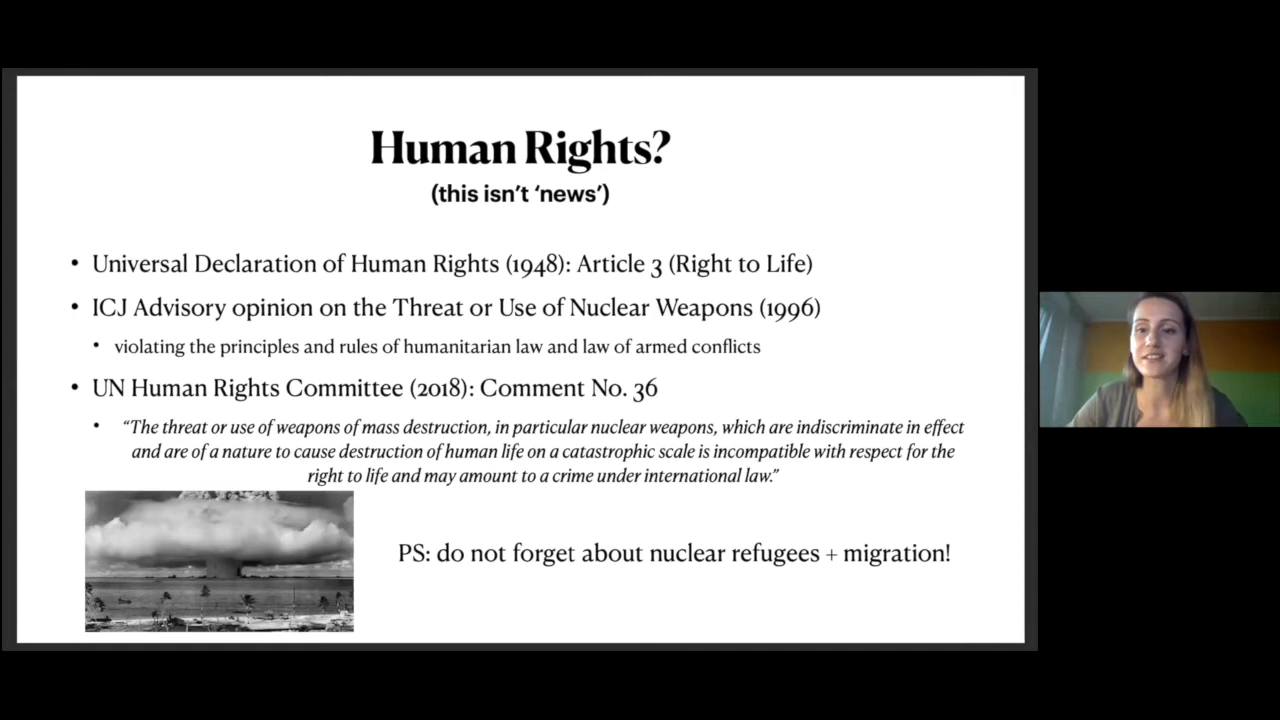 Human Rights?
(this isn’t ‘news’)
• Universal Declaration of Human Rights (1948): Article 3 (Right to Life)
• ICJ Advisory opinion on the Threat or Use of Nuclear Weapons (1996)
• violating the principles and rules of humanitarian law and law of armed conflicts
• UN Human Rights Committee (2018): Comment No. 36
• “The threat or use of weapons of mass destruction, in particular nuclear weapons, which are indiscriminate in effect
and are of a nature to cause destruction of human life on a catastrophic scale is incompatible with respect for the
right to life and may amount to a crime under international law.”
PS: do not forget about nuclear refugees + migration!